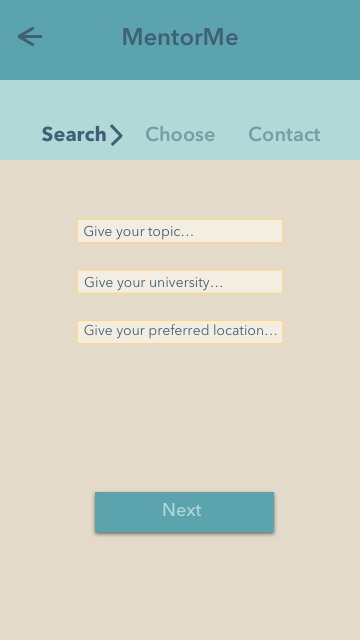 MentorMe
Search Choose Contact
Give your topic...
Give your university...
Give your preferred location...
Next